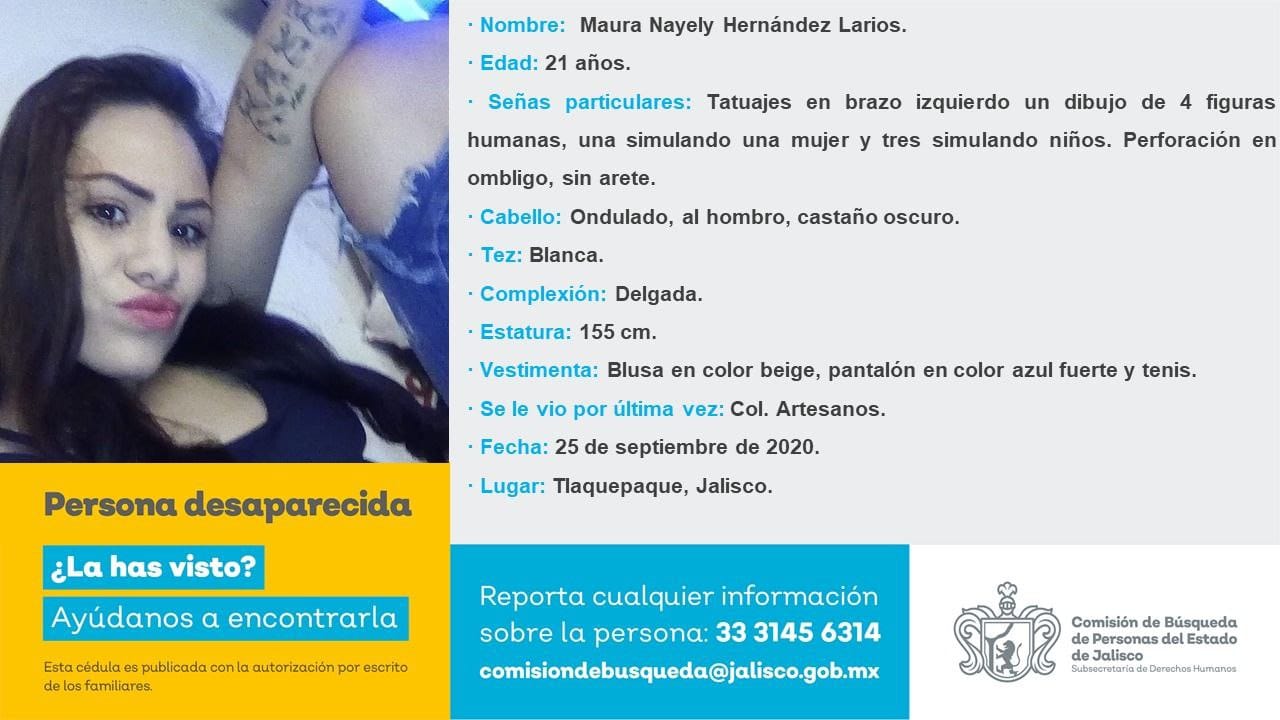 · Nombre: Maura Nayely Hernández Larios.
· Edad: 21 años.
· Señas particulares: Tatuajes en brazo izquierdo un dibujo de 4 figuras
humanas, una simulando una mujer y tres simulando niños. Perforación en
ombligo, sin arete.
· Cabello: Ondulado, al hombro, castaño oscuro.
· Tez: Blanca.
· Complexión: Delgada.
· Estatura: 155 cm.
· Vestimenta: Blusa en color beige, pantalón en color azul fuerte y tenis.
· Se le vio por última vez: Col. Artesanos.
· Fecha: 25 de septiembre de 2020.
· Lugar: Tlaquepaque, Jalisco.
Persona desaparecida
¿La has visto?
Ayúdanos a encontrarla
Esta cédula es publicada con la autorización por escrito
de los familiares.
Reporta cualquier información
sobre la persona: 33 3145 6314
comisiondebusqueda@jalisco.gob.mx
Comisión de Búsqueda
de Personas del Estado
de Jalisco
Subsecretaría de Derechos Humanos